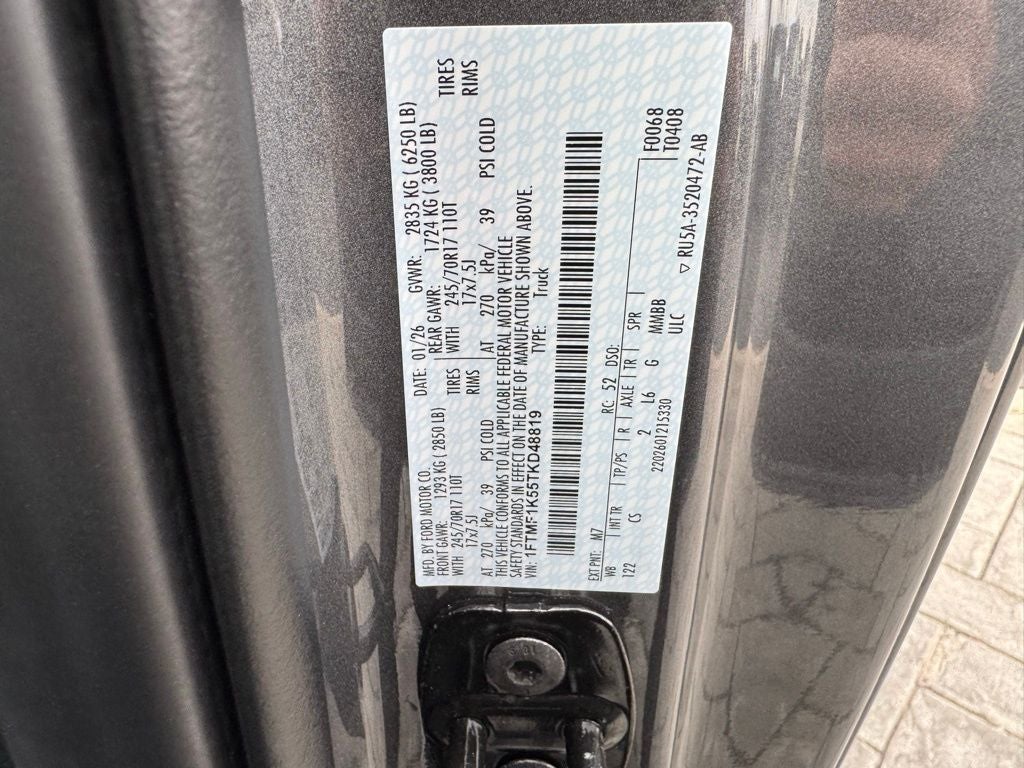 MFD. BY FORD MOTOR CO. DATE: 01/26 GVWR: 2835 KG ( 6250 LB)
FRONT GAWR: 1293 KG ( 2850 LB) REAR GAWR: 1724 KG ( 3800 LB)
WITH 245/70R17 110T TIRES WITH 245/70R17 110T TIRES
17x7.5J RIMS 17x7.5J RIMS
AT 270 kPa/ 39 PSI COLD AT 270 kPa/ 39 PSI COLD
THIS VEHICLE CONFORMS TO ALL APPLICABLE FEDERAL MOTOR VEHICLE
SAFETY STANDARDS IN EFFECT ON THE DATE OF MANUFACTURE SHOWN ABOVE.
VIN: 1FTMF1K55TKD48819 TYPE: Truck
EXT PNT: M7 RC: 52 DSO: F0068
WB INTTR TP/PS R AXLE TR SPR T0408
122 CS 2 L6 G MMBB
2202601215330 ULC
▽ RU5A-3520472-AB